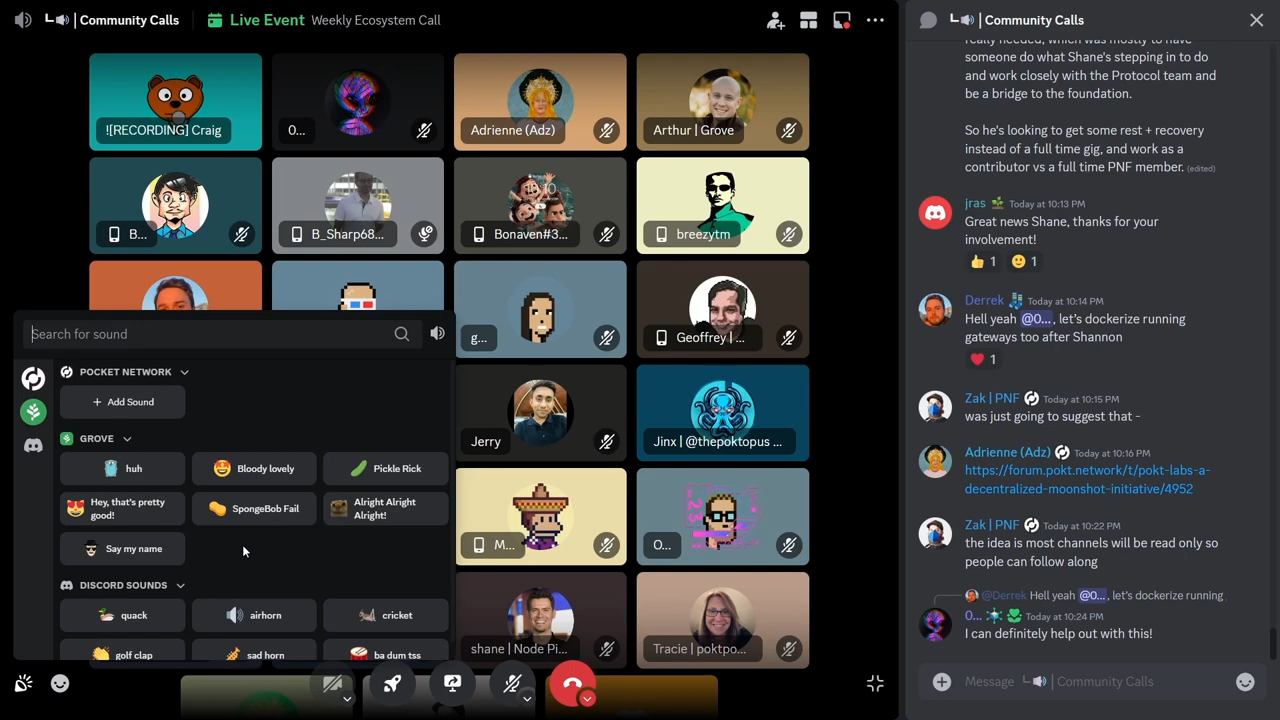 ┗🔊 | Community Calls
Live Event Weekly Ecosystem Call
![RECORDING] Craig
0...
Adrienne (Adz)
Arthur | Grove
B...
B_Sharp68...
Bonaven#3...
breezytm
Search for sound
g...
Geoffrey | ...
POCKET NETWORK
+ Add Sound
GROVE
huh
Bloody lovely
Pickle Rick
Hey, that's pretty
good!
SpongeBob Fail
Alright Alright
Alright!
Say my name
DISCORD SOUNDS
quack
airhorn
cricket
golf clap
sad horn
ba dum tss
Jerry
Jinx | @thepoktopus ...
M...
O...
shane | Node Pi...
Tracie | poktpo...
┗🔊 | Community Calls
really needed, which was mostly to have
someone do what Shane's stepping in to do
and work closely with the Protocol team and
be a bridge to the foundation.
So he's looking to get some rest + recovery
instead of a full time gig, and work as a
contributor vs a full time PNF member. (edited)
jras Today at 10:13 PM
Great news Shane, thanks for your
involvement!
👍 1 🙂 1
Derrek Today at 10:14 PM
Hell yeah @0..., let's dockerize running
gateways too after Shannon
❤️ 1
Zak | PNF Today at 10:15 PM
was just going to suggest that -
Adrienne (Adz) Today at 10:16 PM
https://forum.pokt.network/t/pokt-labs-a-
decentralized-moonshot-initiative/4952
Zak | PNF Today at 10:22 PM
the idea is most channels will be read only so
people can follow along
@Derrek Hell yeah @0..., let's dockerize running
0... Today at 10:24 PM
I can definitely help out with this!
Message ┗🔊 | Community Calls